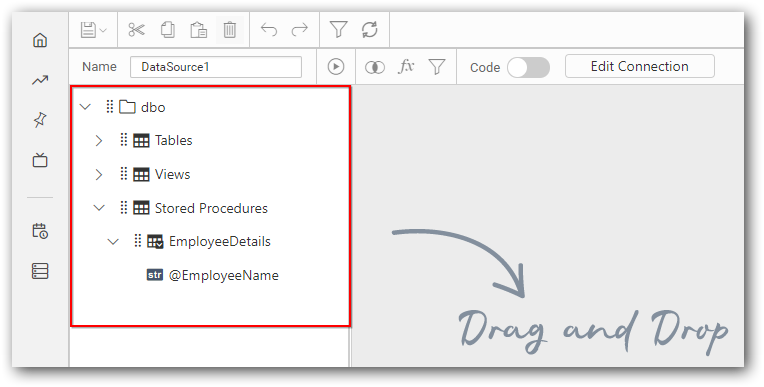 Name DataSource1 fx Code Edit Connection
dbo
Tables
Views
Stored Procedures
EmployeeDetails
str @EmployeeName
Drag and Drop